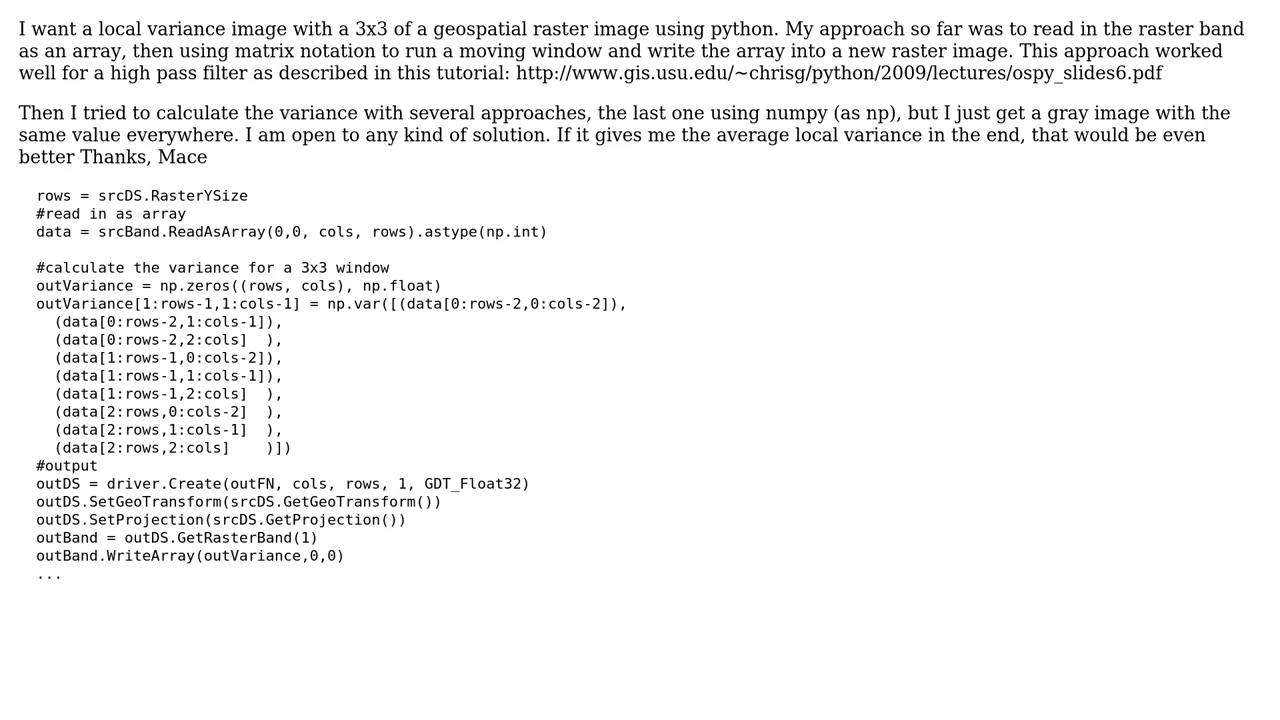 I want a local variance image with a 3x3 of a geospatial raster image using python. My approach so far was to read in the raster band
as an array, then using matrix notation to run a moving window and write the array into a new raster image. This approach worked
well for a high pass filter as described in this tutorial: http://www.gis.usu.edu/~chrisg/python/2009/lectures/ospy_slides6.pdf
Then I tried to calculate the variance with several approaches, the last one using numpy (as np), but I just get a gray image with the
same value everywhere. I am open to any kind of solution. If it gives me the average local variance in the end, that would be even
better Thanks, Mace
rows = srcDS.RasterYSize
#read in as array
data = srcBand.ReadAsArray(0,0, cols, rows).astype(np.int)
#calculate the variance for a 3x3 window
outVariance = np.zeros((rows, cols), np.float)
outVariance[1:rows-1,1:cols-1] = np.var([(data[0:rows-2,0:cols-2]),
  (data[0:rows-2,1:cols-1]),
  (data[0:rows-2,2:cols]  ),
  (data[1:rows-1,0:cols-2]),
  (data[1:rows-1,1:cols-1]),
  (data[1:rows-1,2:cols]  ),
  (data[2:rows,0:cols-2]  ),
  (data[2:rows,1:cols-1]  ),
  (data[2:rows,2:cols]    )])
#output
outDS = driver.Create(outFN, cols, rows, 1, GDT_Float32)
outDS.SetGeoTransform(srcDS.GetGeoTransform())
outDS.SetProjection(srcDS.GetProjection())
outBand = outDS.GetRasterBand(1)
outBand.WriteArray(outVariance,0,0)
...